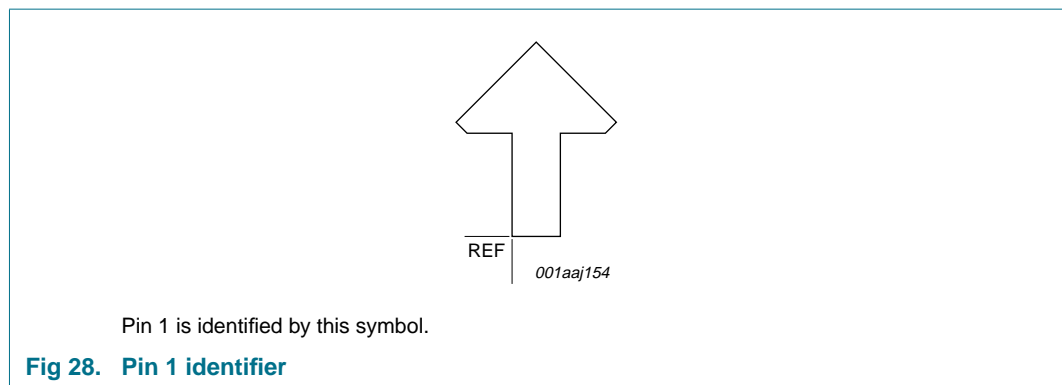 REF
001aaj154
Pin 1 is identified by this symbol.
Fig 28. Pin 1 identifier